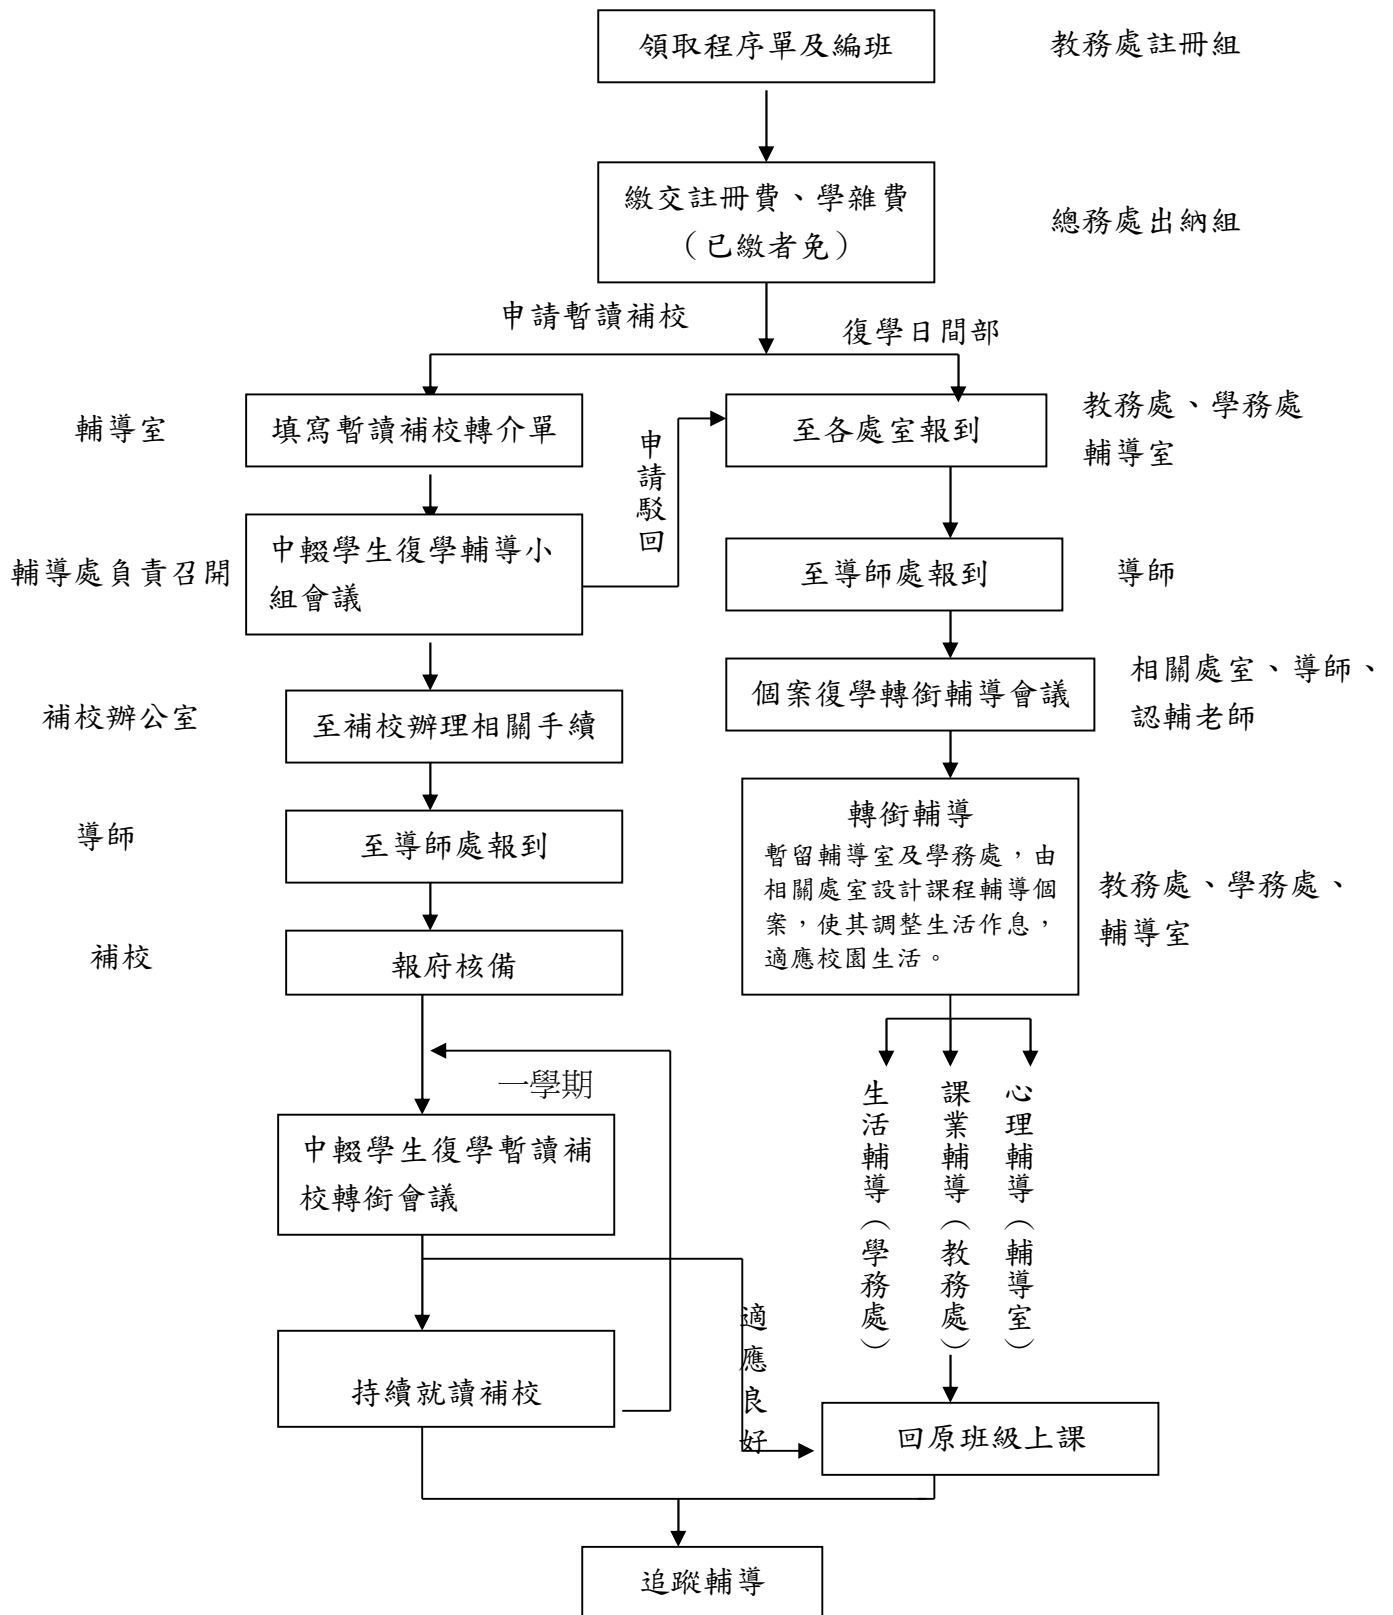 領取程序單及編班
教務處註冊組
繳交註冊費、學雜費
（已繳者免）
總務處出納組
申請暫讀補校
復學日間部
輔導室
填寫暫讀補校轉介單
申請駁回
至各處室報到
教務處、學務處
輔導室
輔導處負責召開
中輟學生復學輔導小
組會議
至導師處報到
導師
補校辦公室
至補校辦理相關手續
個案復學轉銜輔導會議
相關處室、導師、
認輔老師
導師
至導師處報到
轉銜輔導
暫留輔導室及學務處，由
相關處室設計課程輔導個
案，使其調整生活作息，
適應校園生活。
教務處、學務處、
輔導室
補校
報府核備
一學期
中輟學生復學暫讀補
校轉銜會議
生活輔導（學務處）
課業輔導（教務處）
心理輔導（輔導室）
適應良好
持續就讀補校
回原班級上課
追蹤輔導